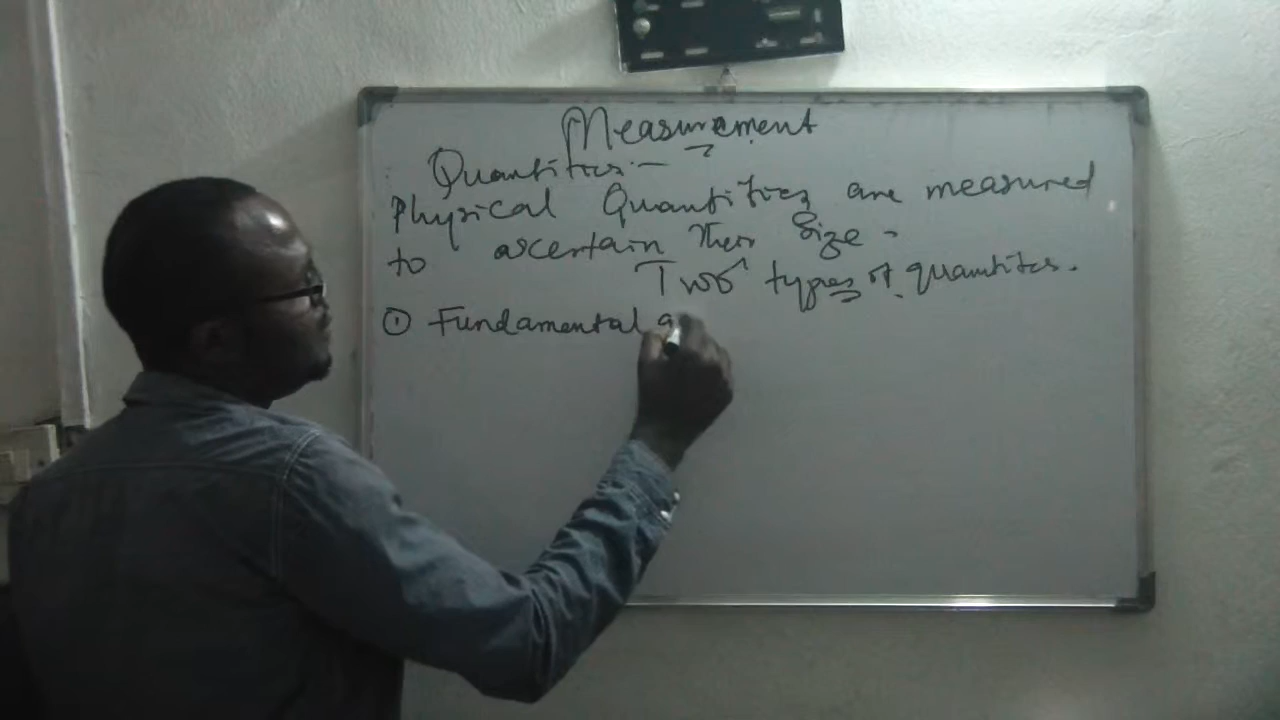 Measurement
Quantities:-
Physical Quantities are measured
to ascertain their size.
Two types of quantities.
① Fundamental q